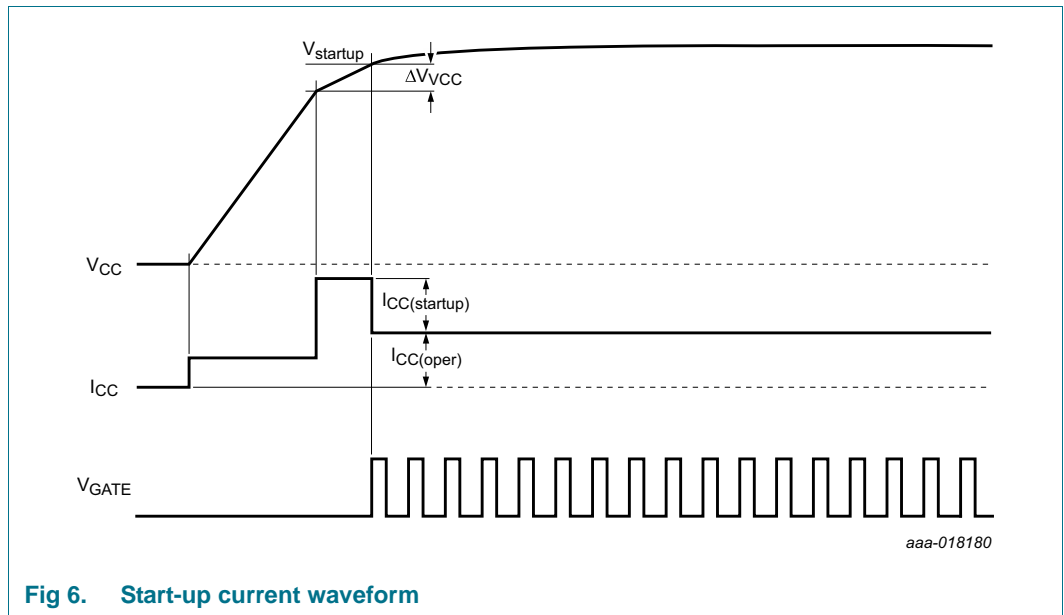 Vstartup
ΔVVCC
VCC
ICC(startup)
ICC(oper)
ICC
VGATE
aaa-018180
Fig 6. Start-up current waveform